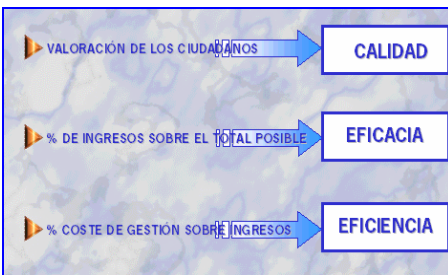 VALORACIÓN DE LOS CIUDADANOS
CALIDAD
% DE INGRESOS SOBRE EL TOTAL POSIBLE
EFICACIA
% COSTE DE GESTIÓN SOBRE INGRESOS
EFICIENCIA